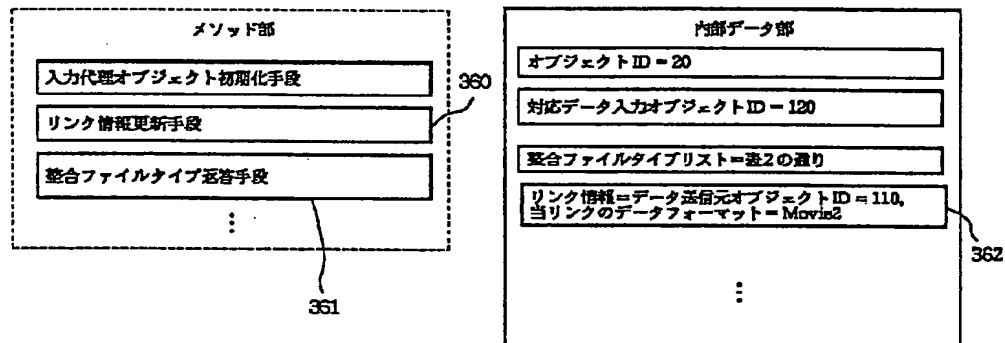 メソッド部
入力代理オブジェクト初期化手段
リンク情報更新手段
整合ファイルタイプ返答手段
360
361
内部データ部
オブジェクトID=20
対応データ入力オブジェクトID=120
整合ファイルタイプリスト=表2の通り
リンク情報=データ送信元オブジェクトID=110,
当リンクのデータフォーマット=Movie2
362